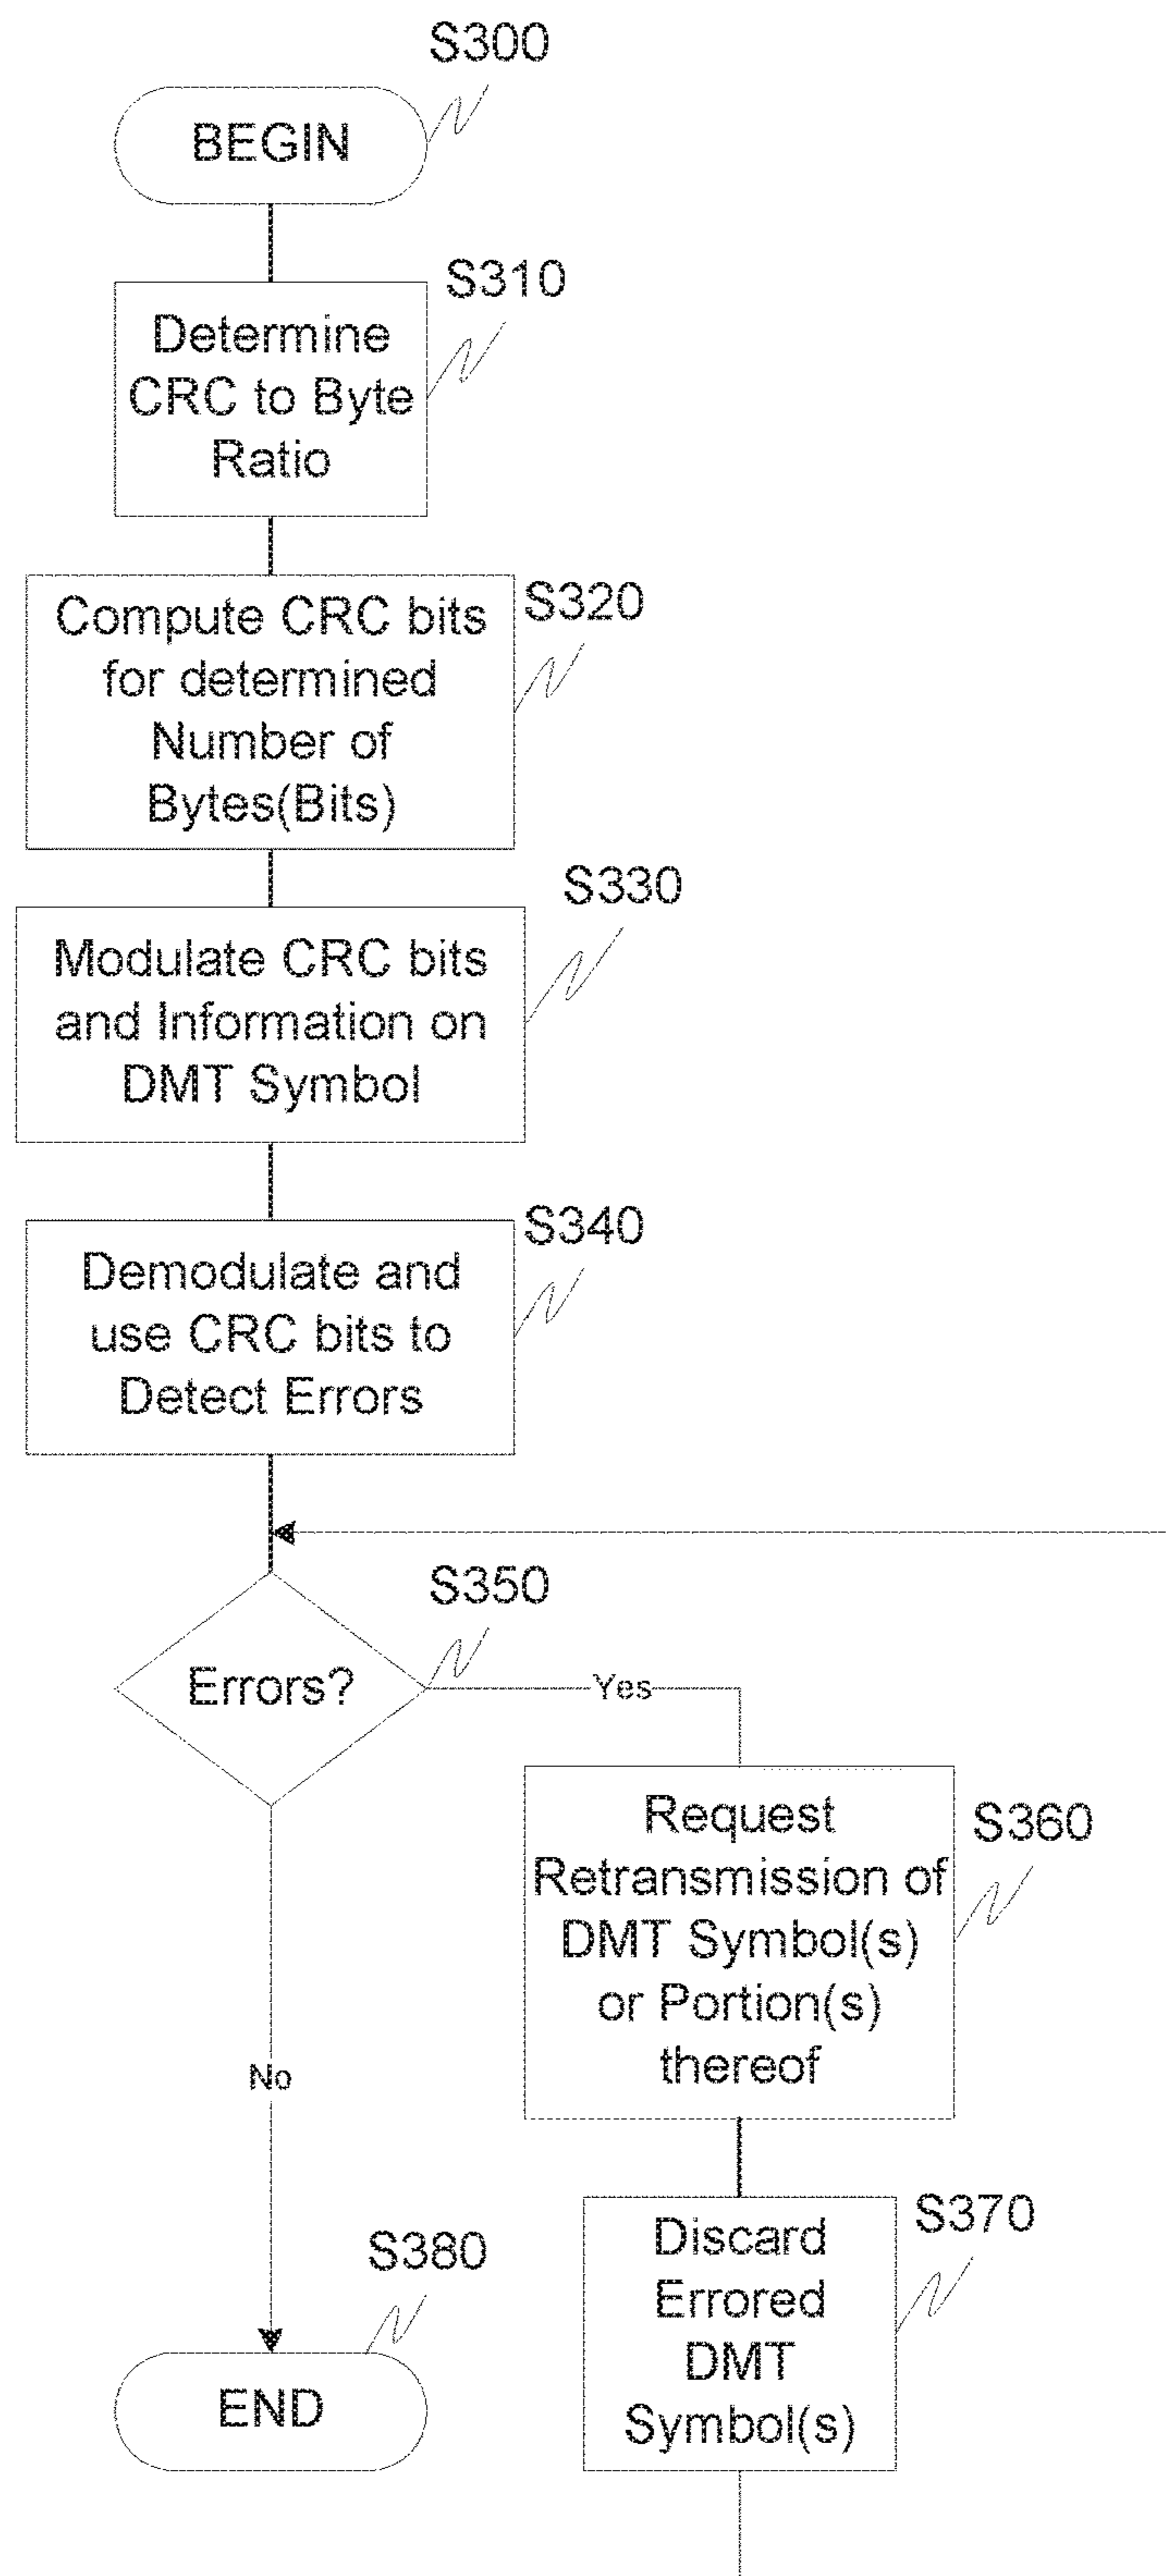 S300
BEGIN
S310
Determine
CRC to Byte
Ratio
S320
Compute CRC bits
for determined
Number of
Bytes(Bits)
S330
Modulate CRC bits
and Information on
DMT Symbol
S340
Demodulate and
use CRC bits to
Detect Errors
S350
Errors?
Yes
S360
Request
Retransmission of
DMT Symbol(s)
or Portion(s)
thereof
No
S370
Discard
Errored
DMT
Symbol(s)
S380
END